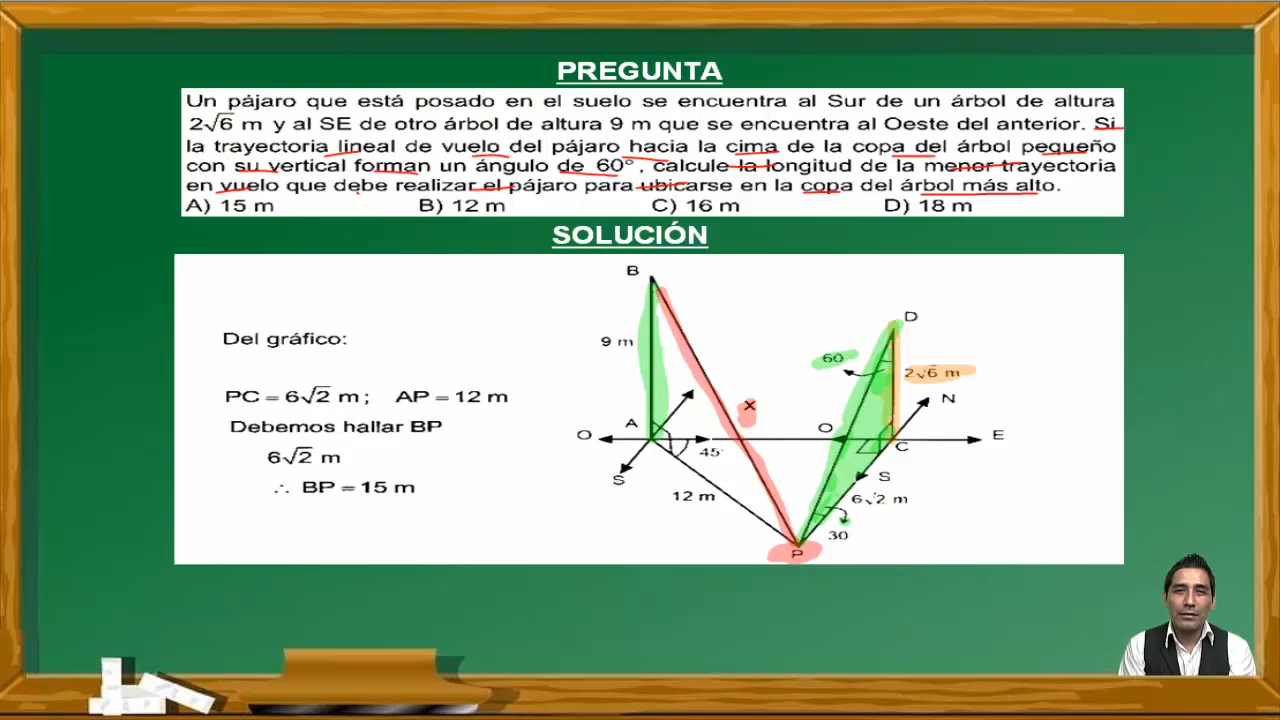 PREGUNTA
Un pájaro que está posado en el suelo se encuentra al Sur de un árbol de altura
2√6 m y al SE de otro árbol de altura 9 m que se encuentra al Oeste del anterior. Si
la trayectoria lineal de vuelo del pájaro hacia la cima de la copa del árbol pequeño
con su vertical forman un ángulo de 60°, calcule la longitud de la menor trayectoria
en vuelo que debe realizar el pájaro para ubicarse en la copa del árbol más alto.
A) 15 m B) 12 m C) 16 m D) 18 m
SOLUCIÓN
B
D
Del gráfico:
9 m
60
2√6 m
PC = 6√2 m; AP = 12 m
x
N
Debemos hallar BP
A
O
O
C
E
6√2 m
45
S
S
∴ BP = 15 m
12 m
6√2 m
30
P